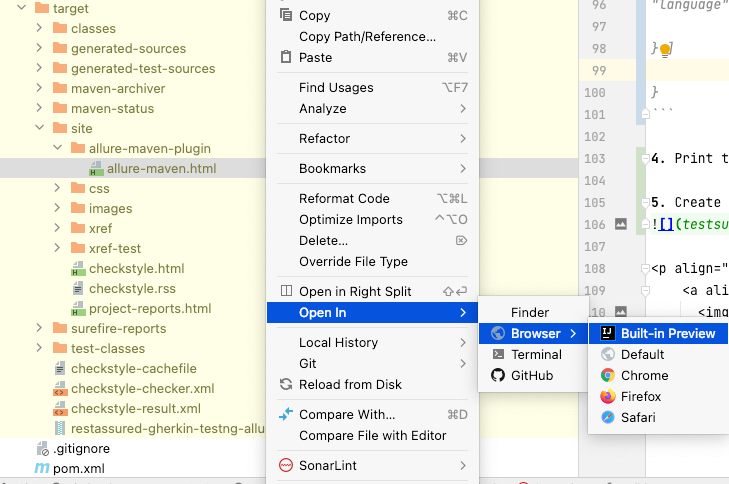 target
classes
generated-sources
generated-test-sources
maven-archiver
maven-status
site
allure-maven-plugin
allure-maven.html
css
images
xref
xref-test
checkstyle.html
checkstyle.rss
project-reports.html
surefire-reports
test-classes
checkstyle-cachefile
checkstyle-checker.xml
checkstyle-result.xml
restassured-gherkin-testng-allu
.gitignore
pom.xml
Copy ⌘C
Copy Path/Reference...
Paste ⌘V
Find Usages ⌥F7
Analyze
Refactor
Bookmarks
Reformat Code ⌥⌘L
Optimize Imports ^⌥O
Delete... ⌦
Override File Type
Open in Right Split ⇧⏎
Open In
Local History
Git
Reload from Disk
Compare With... ⌘D
Compare File with Editor
SonarLint
Finder
Browser
Terminal
GitHub
Built-in Preview
Default
Chrome
Firefox
Safari
96 "language"
97
98 } ]
99
100 }
101 ```
102
103 4. Print t
104
105 5. Create
106 ![](testsu
107
108 <p align="
109 <a ali
110 <img